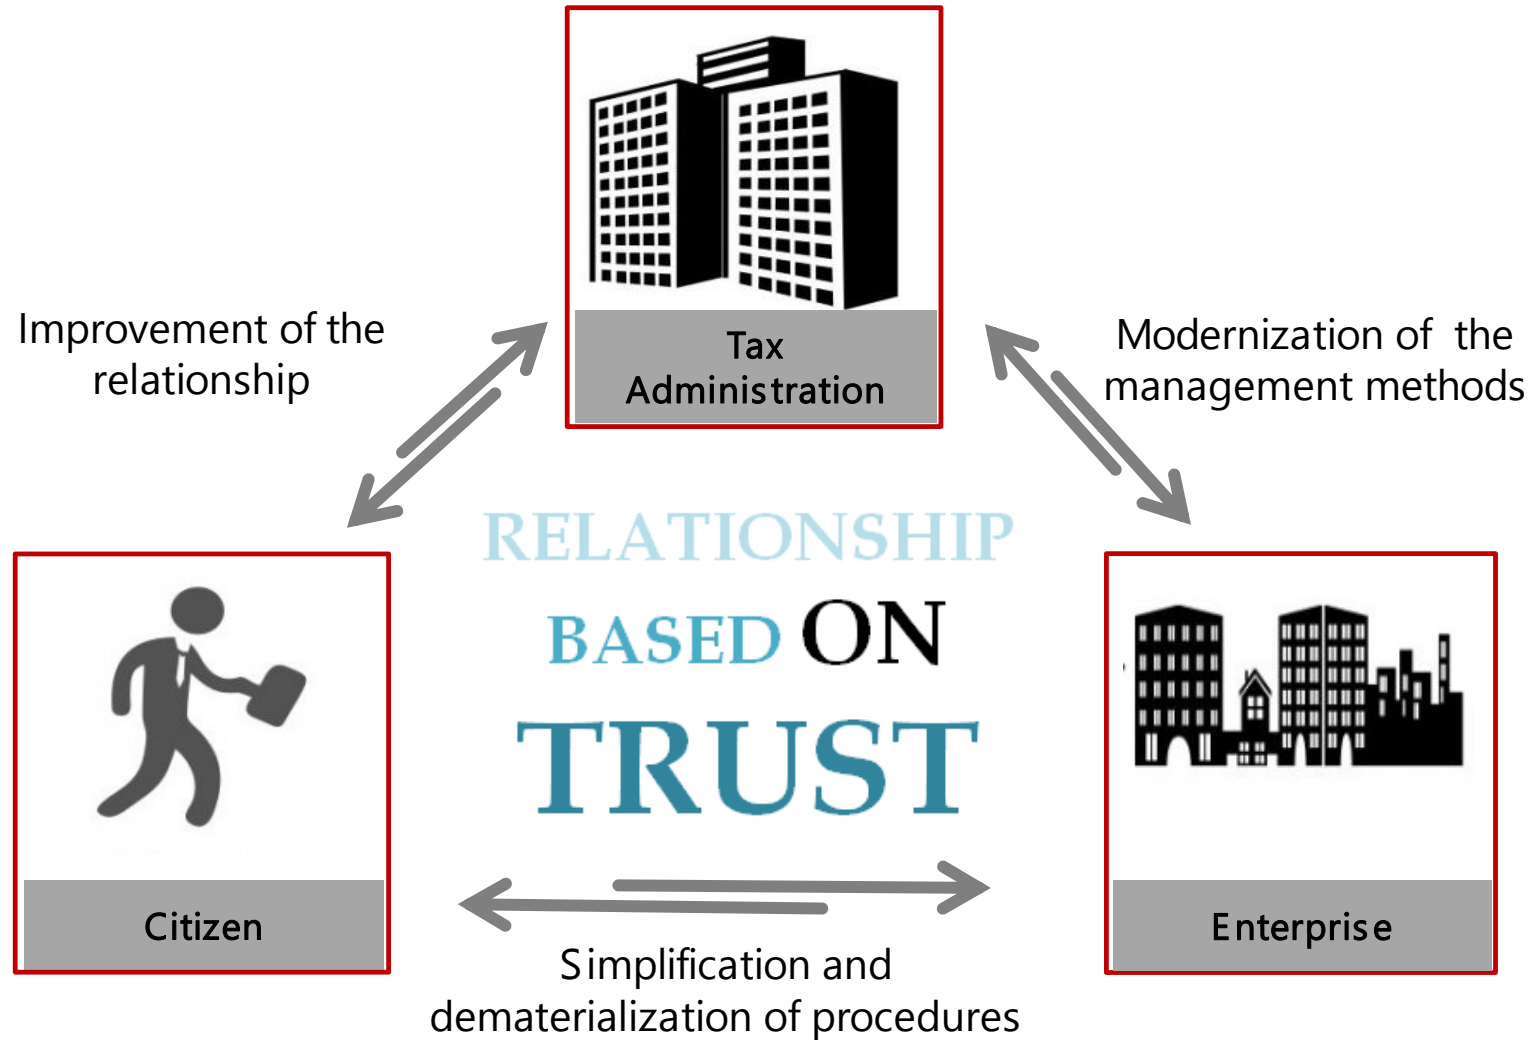 Tax
Administration
Improvement of the
relationship
Modernization of the
management methods
RELATIONSHIP
BASED ON
TRUST
Citizen
Enterprise
Simplification and
dematerialization of procedures